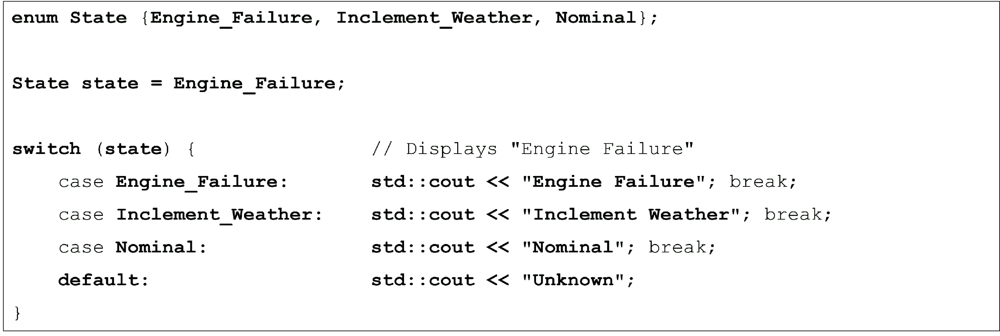 enum State {Engine_Failure, Inclement_Weather, Nominal};
State state = Engine_Failure;
switch (state) { // Displays "Engine Failure"
case Engine_Failure: std::cout << "Engine Failure"; break;
case Inclement_Weather: std::cout << "Inclement Weather"; break;
case Nominal: std::cout << "Nominal"; break;
default: std::cout << "Unknown";
}